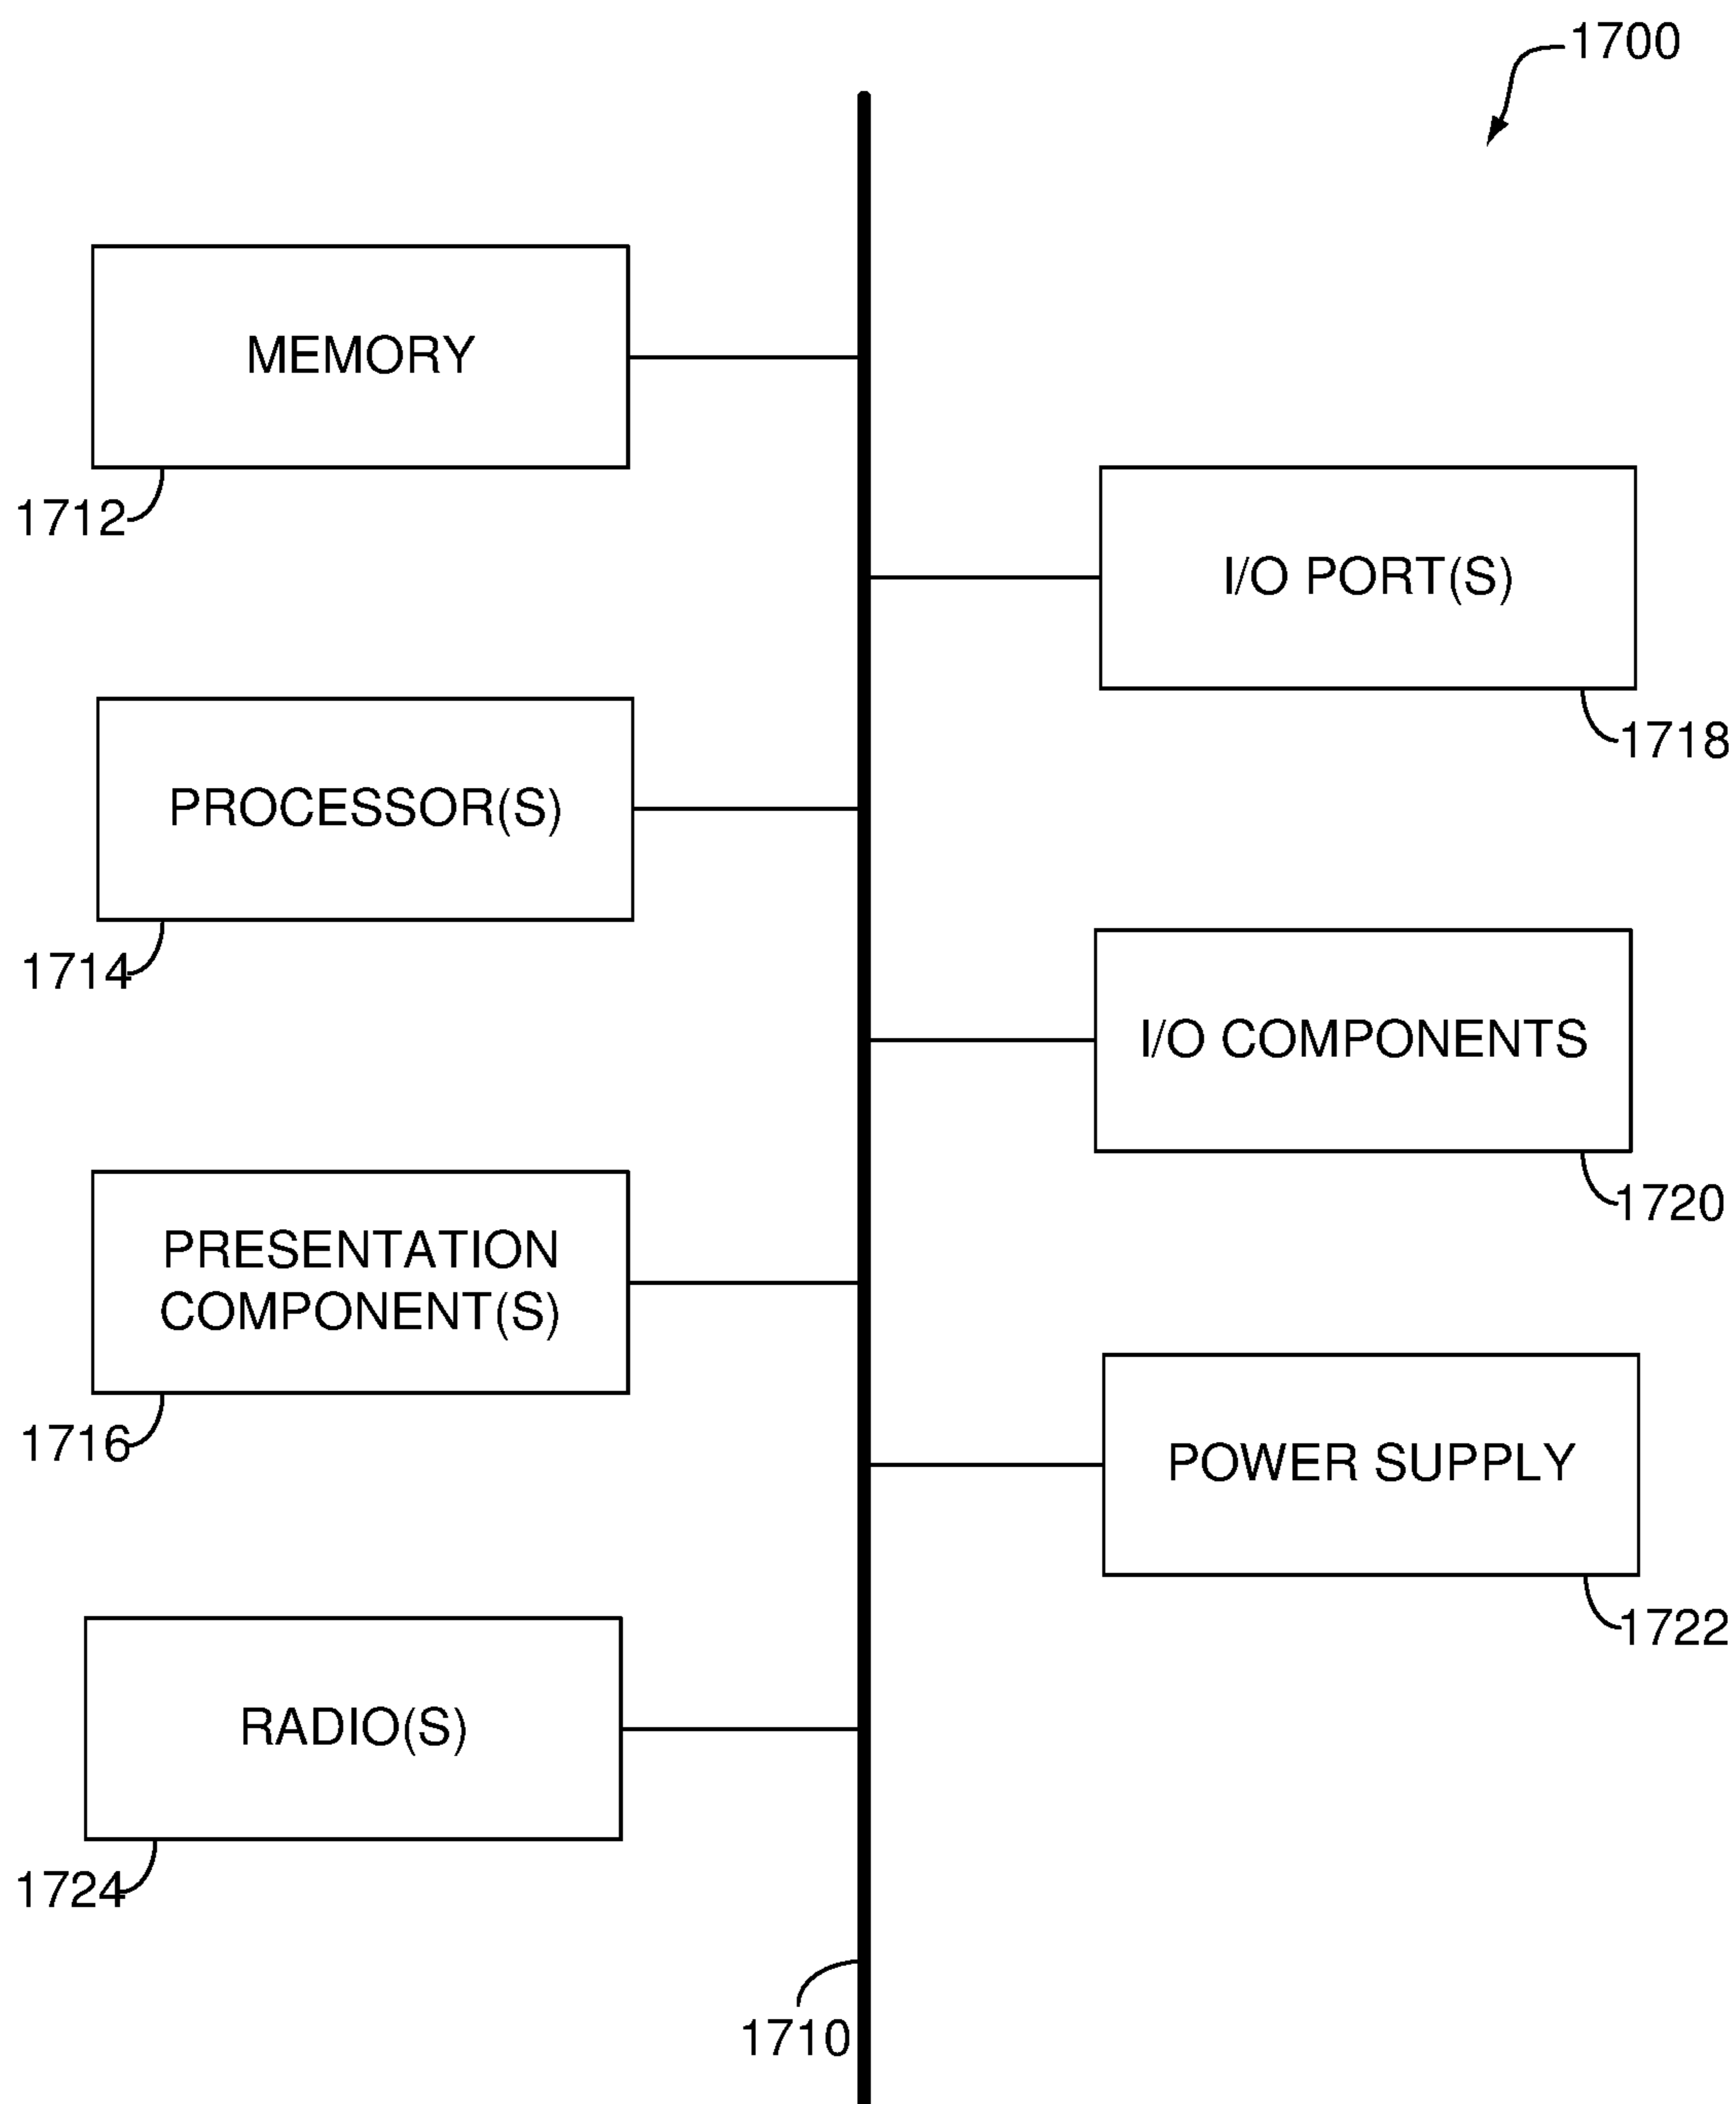 1700
MEMORY
1712
I/O PORT(S)
1718
PROCESSOR(S)
1714
I/O COMPONENTS
1720
PRESENTATION
COMPONENT(S)
1716
POWER SUPPLY
1722
RADIO(S)
1724
1710